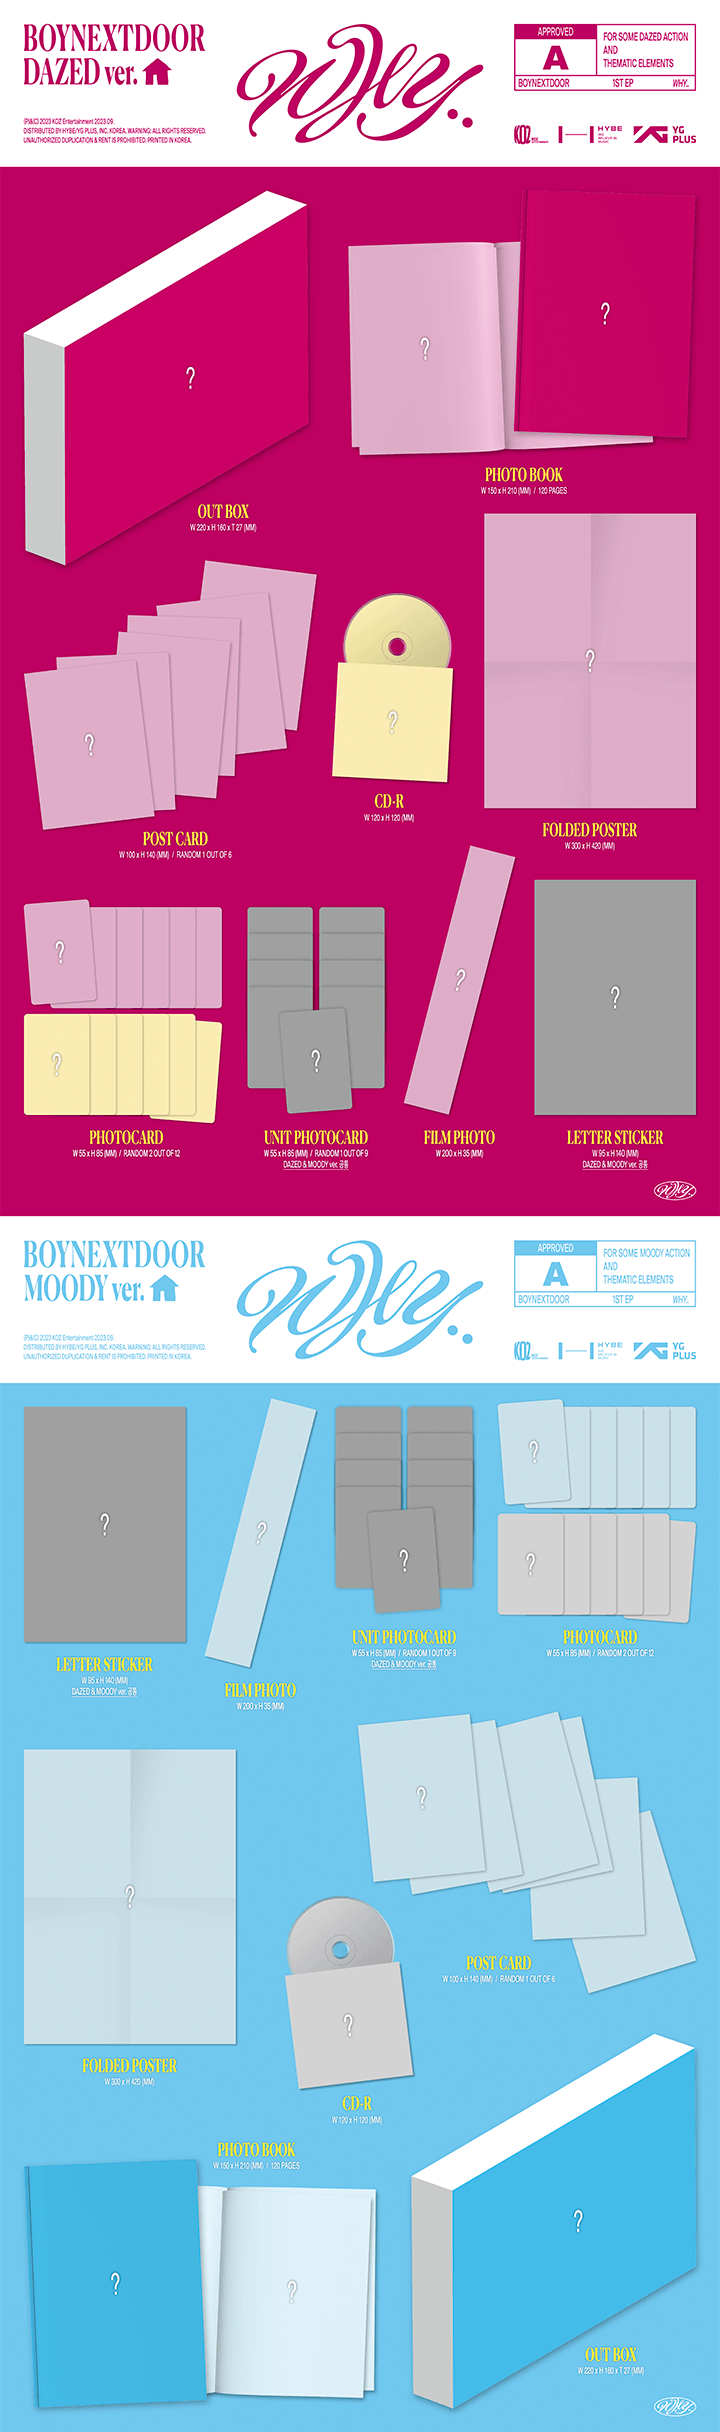 BOYNEXTDOOR
DAZED ver.
(P)&(C) 2023 KOZ Entertainment 2023.09.
DISTRIBUTED BY HYBE/YG PLUS, INC. KOREA. WARNING: ALL RIGHTS RESERVED.
UNAUTHORIZED DUPLICATION & RENT IS PROHIBITED. PRINTED IN KOREA.
WHY..
APPROVED
A
FOR SOME DAZED ACTION
AND
THEMATIC ELEMENTS
BOYNEXTDOOR 1ST EP WHY..
KOZ
HYBE
WE
BELIEVE IN
MUSIC
YG
PLUS
?
OUT BOX
W 220 x H 160 x T 27 (MM)
?
?
PHOTO BOOK
W 150 x H 210 (MM) / 120 PAGES
?
POST CARD
W 100 x H 140 (MM) / RANDOM 1 OUT OF 6
?
CD-R
W 120 x H 120 (MM)
?
FOLDED POSTER
W 300 x H 420 (MM)
?
?
PHOTOCARD
W 55 x H 85 (MM) / RANDOM 2 OUT OF 12
?
UNIT PHOTOCARD
W 55 x H 85 (MM) / RANDOM 1 OUT OF 9
DAZED & MOODY ver. 공통
?
FILM PHOTO
W 200 x H 35 (MM)
?
LETTER STICKER
W 95 x H 140 (MM)
DAZED & MOODY ver. 공통
WHY..
BOYNEXTDOOR
MOODY ver.
(P)&(C) 2023 KOZ Entertainment 2023.09.
DISTRIBUTED BY HYBE/YG PLUS, INC. KOREA. WARNING: ALL RIGHTS RESERVED.
UNAUTHORIZED DUPLICATION & RENT IS PROHIBITED. PRINTED IN KOREA.
WHY..
APPROVED
A
FOR SOME MOODY ACTION
AND
THEMATIC ELEMENTS
BOYNEXTDOOR 1ST EP WHY..
KOZ
HYBE
WE
BELIEVE IN
MUSIC
YG
PLUS
?
LETTER STICKER
W 95 x H 140 (MM)
DAZED & MOODY ver. 공통
?
FILM PHOTO
W 200 x H 35 (MM)
?
UNIT PHOTOCARD
W 55 x H 85 (MM) / RANDOM 1 OUT OF 9
DAZED & MOODY ver. 공통
?
?
PHOTOCARD
W 55 x H 85 (MM) / RANDOM 2 OUT OF 12
?
FOLDED POSTER
W 300 x H 420 (MM)
?
CD-R
W 120 x H 120 (MM)
?
POST CARD
W 100 x H 140 (MM) / RANDOM 1 OUT OF 6
PHOTO BOOK
W 150 x H 210 (MM) / 120 PAGES
?
?
?
OUT BOX
W 220 x H 160 x T 27 (MM)
WHY..